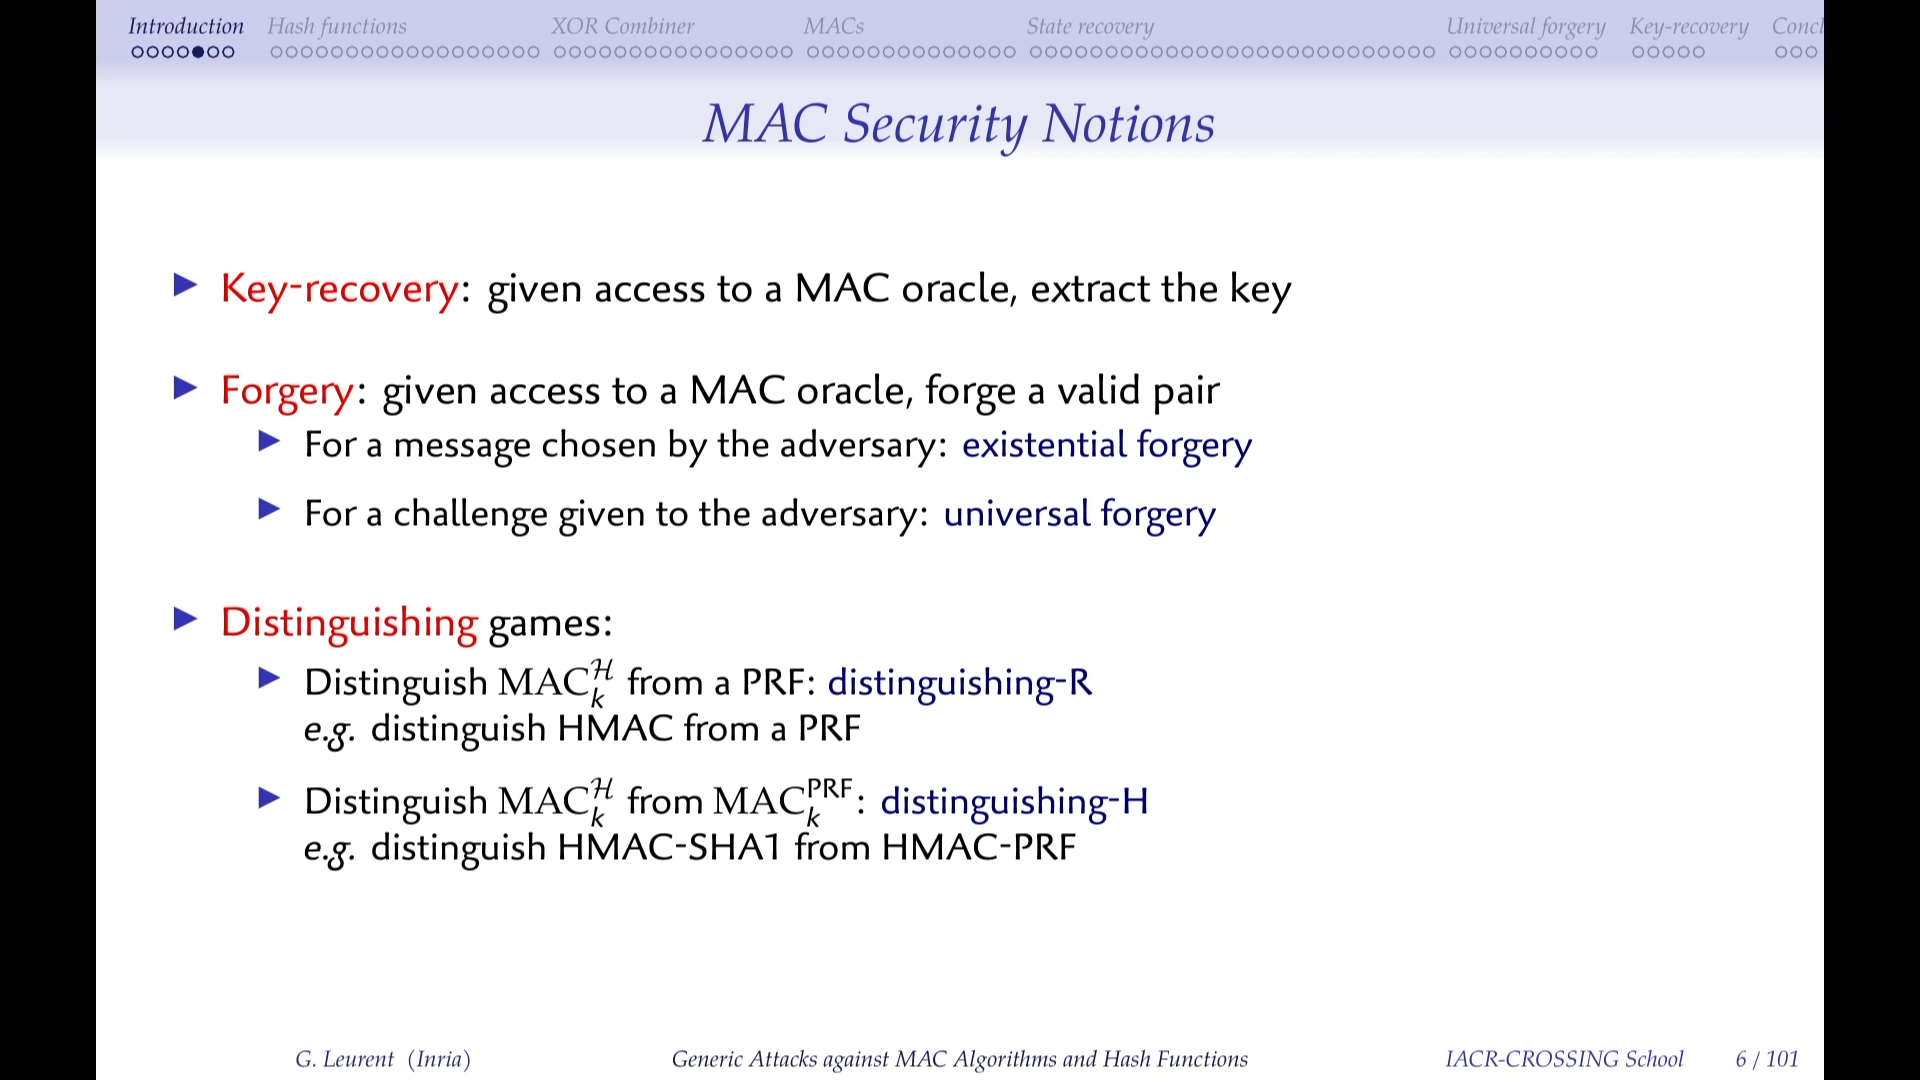 Introduction Hash functions XOR Combiner MACs State recovery Universal forgery Key-recovery Concl
MAC Security Notions
Key-recovery: given access to a MAC oracle, extract the key
Forgery: given access to a MAC oracle, forge a valid pair
For a message chosen by the adversary: existential forgery
For a challenge given to the adversary: universal forgery
Distinguishing games:
Distinguish MAC_k^ℋ from a PRF: distinguishing-R
e.g. distinguish HMAC from a PRF
Distinguish MAC_k^ℋ from MAC_k^PRF: distinguishing-H
e.g. distinguish HMAC-SHA1 from HMAC-PRF
G. Leurent (Inria) Generic Attacks against MAC Algorithms and Hash Functions IACR-CROSSING School 6 / 101